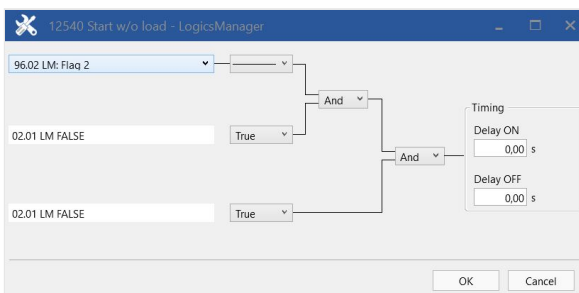 12540 Start w/o load - LogicsManager
96.02 LM: Flag 2
And
Timing
Delay ON
02.01 LM FALSE True
0,00 s
And
Delay OFF
0,00 s
02.01 LM FALSE True
OK Cancel